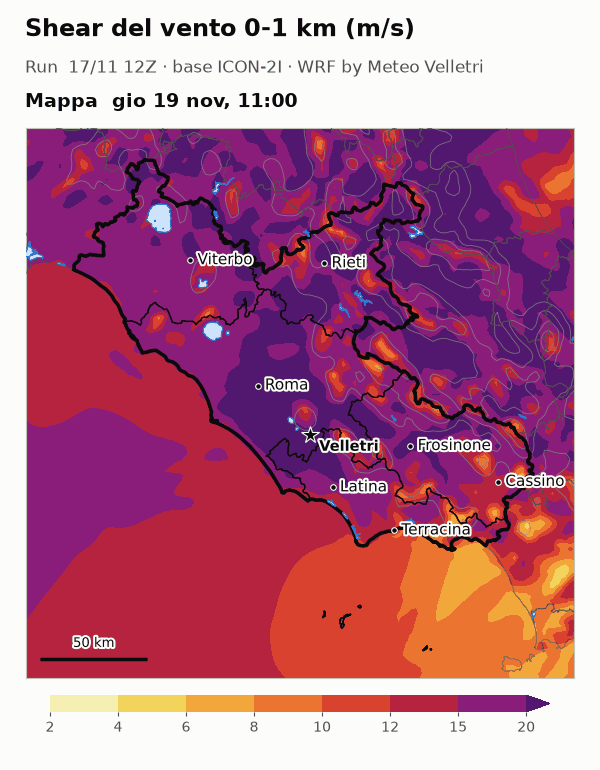 Shear del vento 0-1 km (m/s)
Run  17/11 12Z · base ICON-2I · WRF by Meteo Velletri
Mappa  gio 19 nov, 11:00
Viterbo
Rieti
Roma
Velletri
Frosinone
Latina
Cassino
Terracina
50 km
2 4 6 8 10 12 15 20